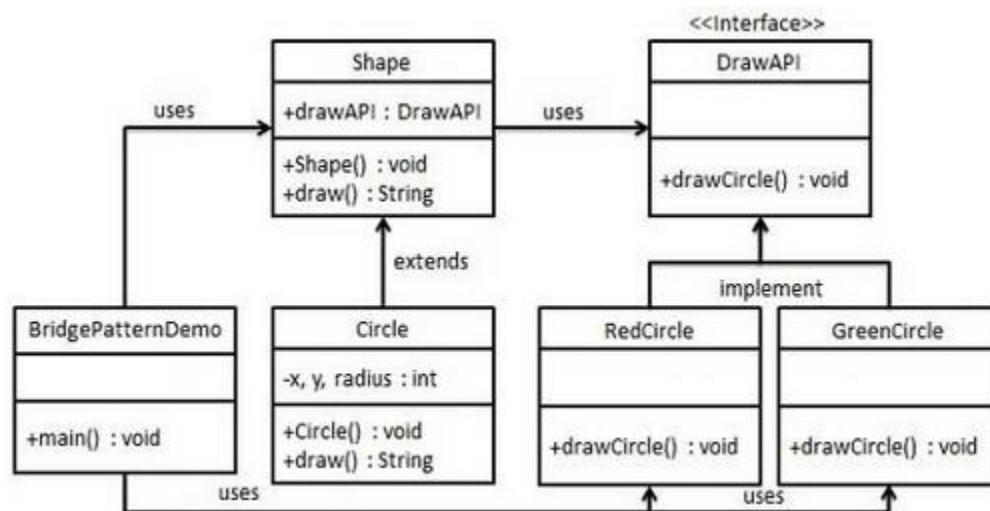 <<Interface>>
Shape
DrawAPI
uses
+drawAPI : DrawAPI
uses
+Shape() : void
+draw() : String
+drawCircle() : void
extends
implement
BridgePatternDemo
Circle
RedCircle
GreenCircle
-x, y, radius : int
+main() : void
+Circle() : void
+draw() : String
+drawCircle() : void
+drawCircle() : void
uses
uses